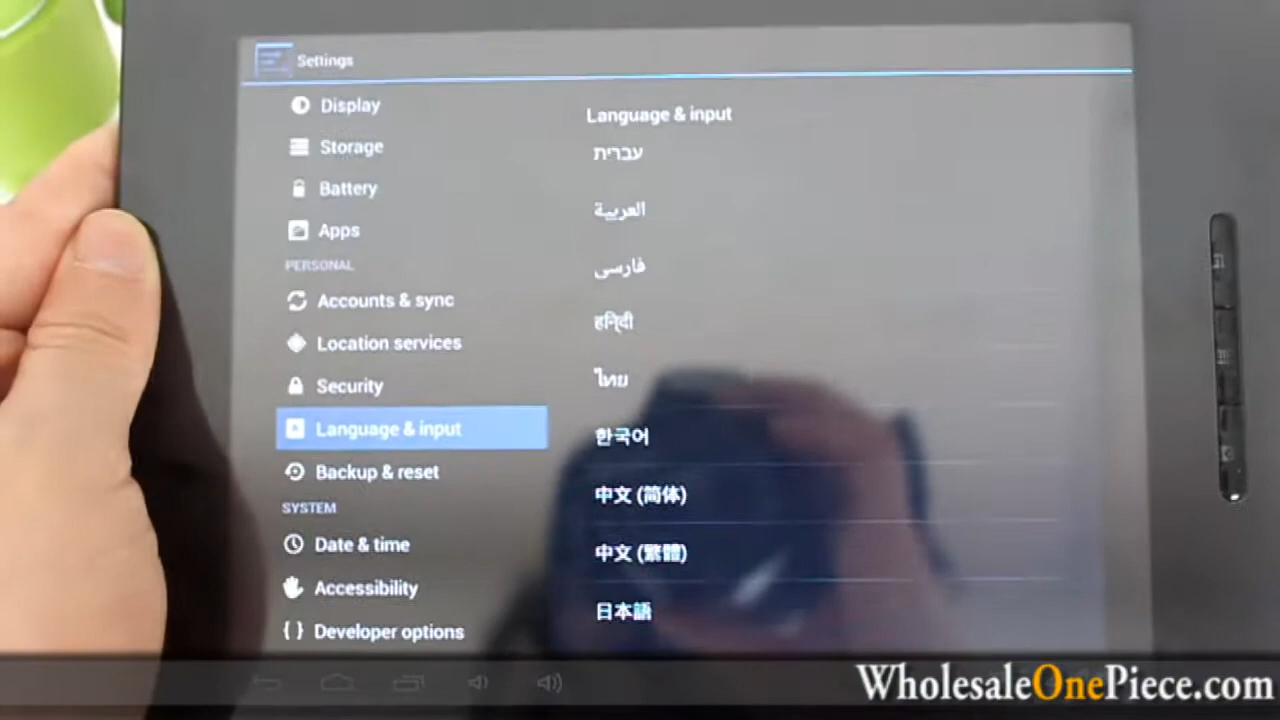 Settings
Display
Storage
Battery
Apps
PERSONAL
Accounts & sync
Location services
Security
Language & input
Backup & reset
SYSTEM
Date & time
Accessibility
{ } Developer options
Language & input
עברית
العربية
فارسی
हिन्दी
ไทย
한국어
中文 (简体)
中文 (繁體)
日本語
WholesaleOnePiece.com